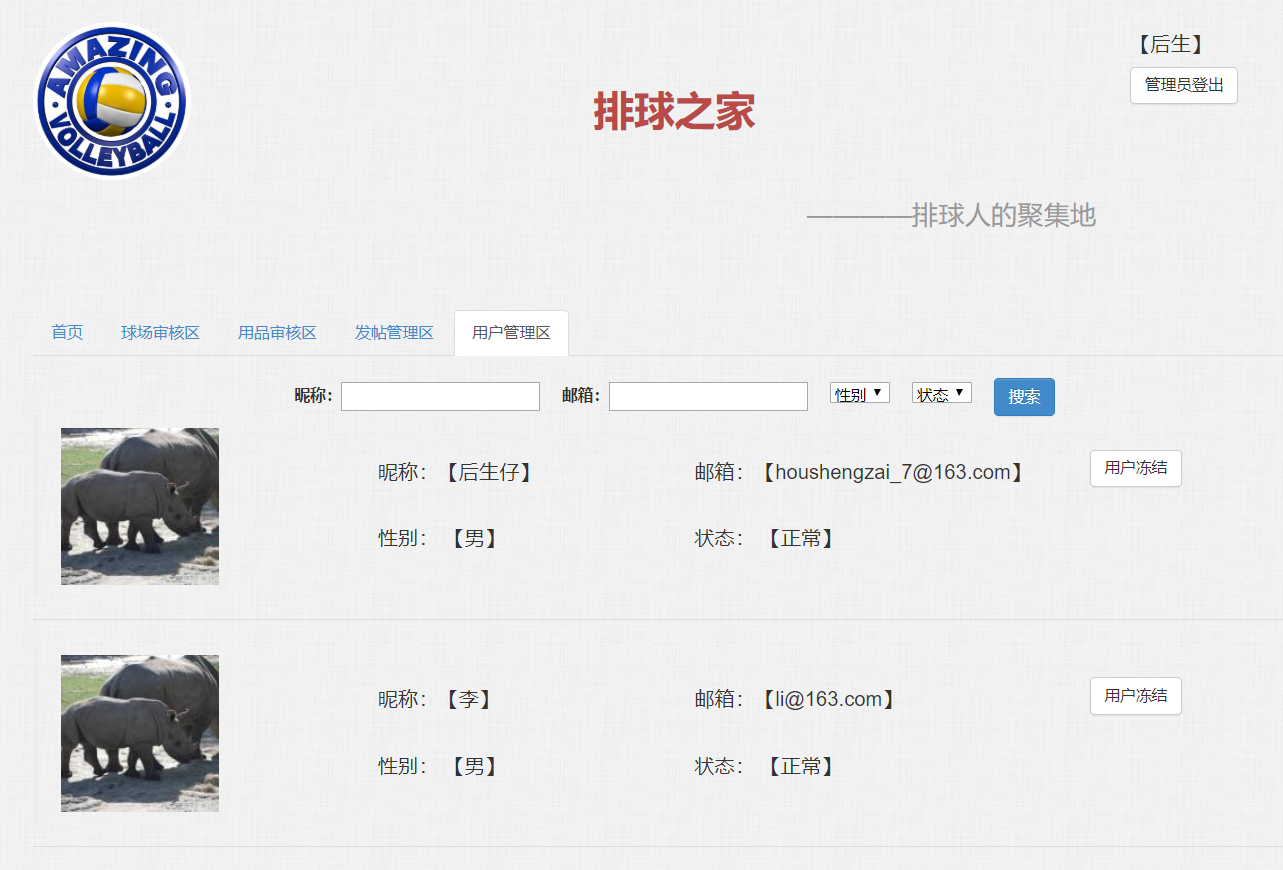 AMAZING VOLLEYBALL
【后生】
管理员登出
排球之家
————排球人的聚集地
首页 球场审核区 用品审核区 发帖管理区 用户管理区
昵称： 邮箱： 性别 状态 搜索
昵称：【后生仔】 邮箱：【houshengzai_7@163.com】 用户冻结
性别： 【男】 状态： 【正常】
昵称：【李】 邮箱：【li@163.com】 用户冻结
性别： 【男】 状态： 【正常】